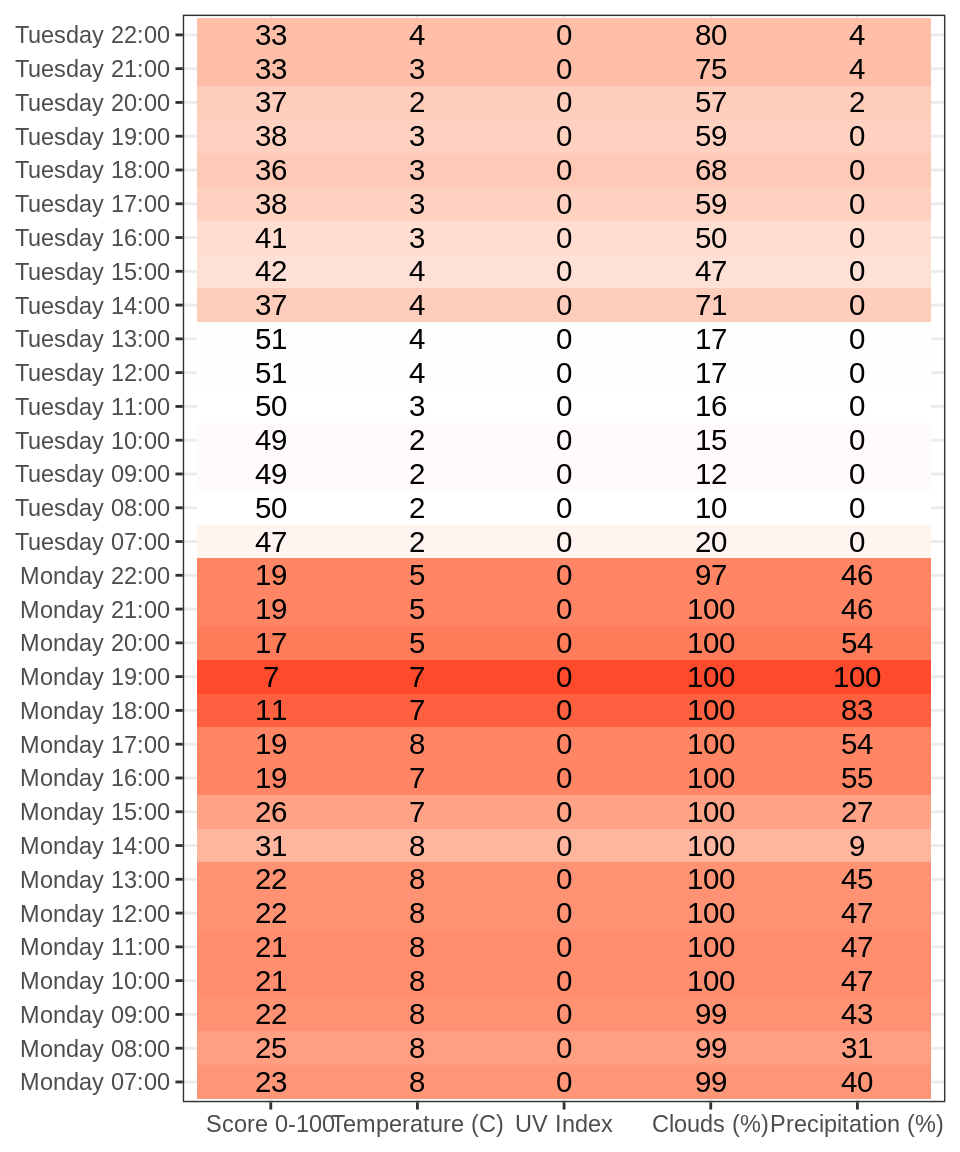 Tuesday 22:00 33 4 0 80 4
Tuesday 21:00 33 3 0 75 4
Tuesday 20:00 37 2 0 57 2
Tuesday 19:00 38 3 0 59 0
Tuesday 18:00 36 3 0 68 0
Tuesday 17:00 38 3 0 59 0
Tuesday 16:00 41 3 0 50 0
Tuesday 15:00 42 4 0 47 0
Tuesday 14:00 37 4 0 71 0
Tuesday 13:00 51 4 0 17 0
Tuesday 12:00 51 4 0 17 0
Tuesday 11:00 50 3 0 16 0
Tuesday 10:00 49 2 0 15 0
Tuesday 09:00 49 2 0 12 0
Tuesday 08:00 50 2 0 10 0
Tuesday 07:00 47 2 0 20 0
Monday 22:00 19 5 0 97 46
Monday 21:00 19 5 0 100 46
Monday 20:00 17 5 0 100 54
Monday 19:00 7 7 0 100 100
Monday 18:00 11 7 0 100 83
Monday 17:00 19 8 0 100 54
Monday 16:00 19 7 0 100 55
Monday 15:00 26 7 0 100 27
Monday 14:00 31 8 0 100 9
Monday 13:00 22 8 0 100 45
Monday 12:00 22 8 0 100 47
Monday 11:00 21 8 0 100 47
Monday 10:00 21 8 0 100 47
Monday 09:00 22 8 0 99 43
Monday 08:00 25 8 0 99 31
Monday 07:00 23 8 0 99 40
Score 0-100 Temperature (C) UV Index Clouds (%) Precipitation (%)